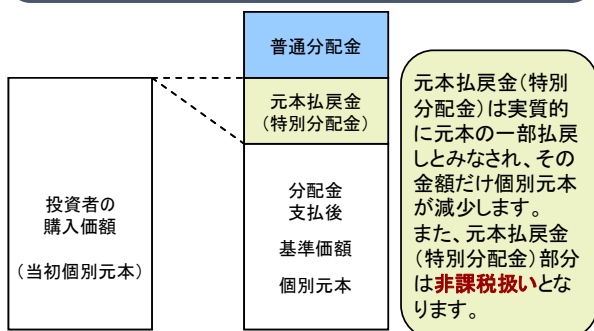 普通分配金
元本払戻金
(特別分配金)
投資者の
購入価額
(当初個別元本)
分配金
支払後
基準価額
個別元本
元本払戻金(特別
分配金)は実質的
に元本の一部払戻
しとみなされ、その
金額だけ個別元本
が減少します。
また、元本払戻金
(特別分配金)部分
は非課税扱いとな
ります。